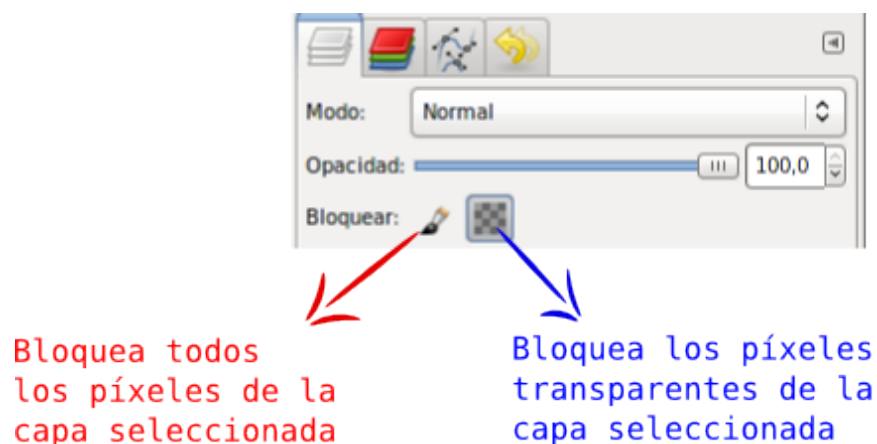 Modo:
Normal
Opacidad:
100,0
Bloquear:
Bloquea todos
los píxeles de la
capa seleccionada
Bloquea los píxeles
transparentes de la
capa seleccionada